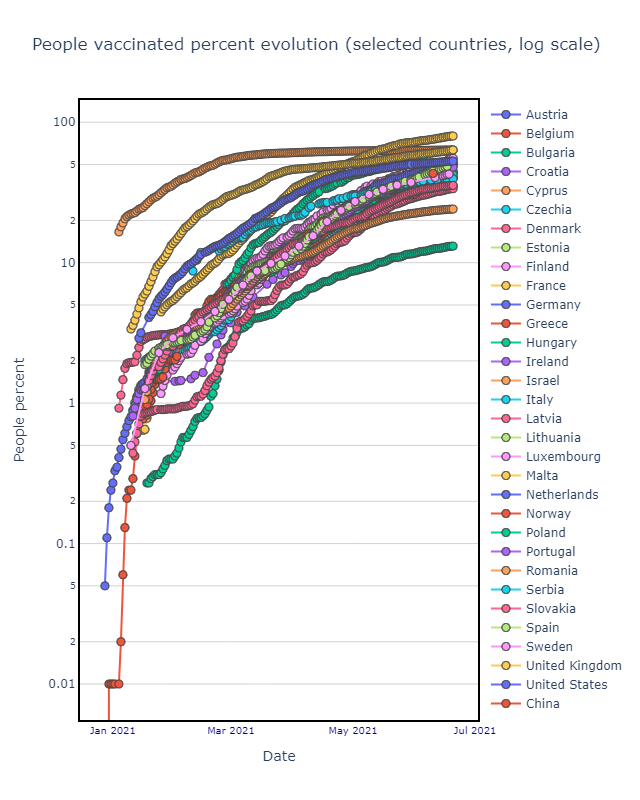 People vaccinated percent evolution (selected countries, log scale)
People percent
100
5
2
10
5
2
1
5
2
0.1
5
2
0.01
Jan 2021
Mar 2021
May 2021
Jul 2021
Date
Austria
Belgium
Bulgaria
Croatia
Cyprus
Czechia
Denmark
Estonia
Finland
France
Germany
Greece
Hungary
Ireland
Israel
Italy
Latvia
Lithuania
Luxembourg
Malta
Netherlands
Norway
Poland
Portugal
Romania
Serbia
Slovakia
Spain
Sweden
United Kingdom
United States
China